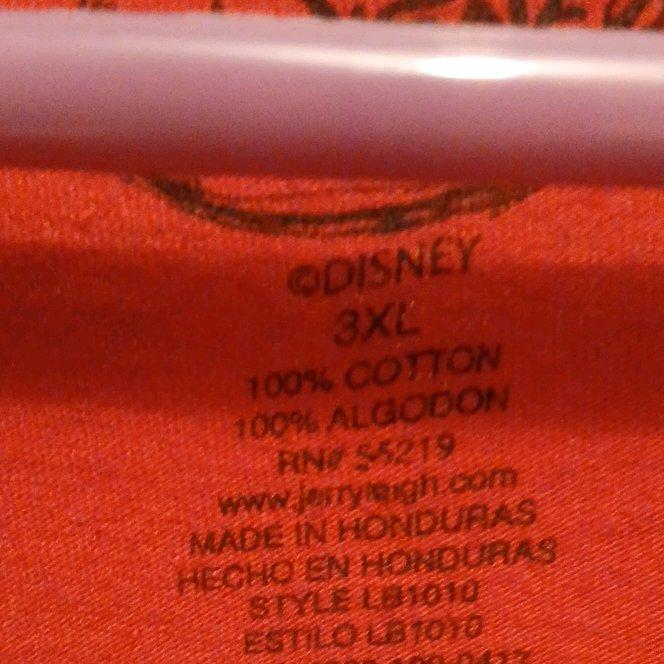 ©DISNEY
3XL
100% COTTON
100% ALGODON
RN# 55219
www.jerryleigh.com
MADE IN HONDURAS
HECHO EN HONDURAS
STYLE LB1010
ESTILO LB1010